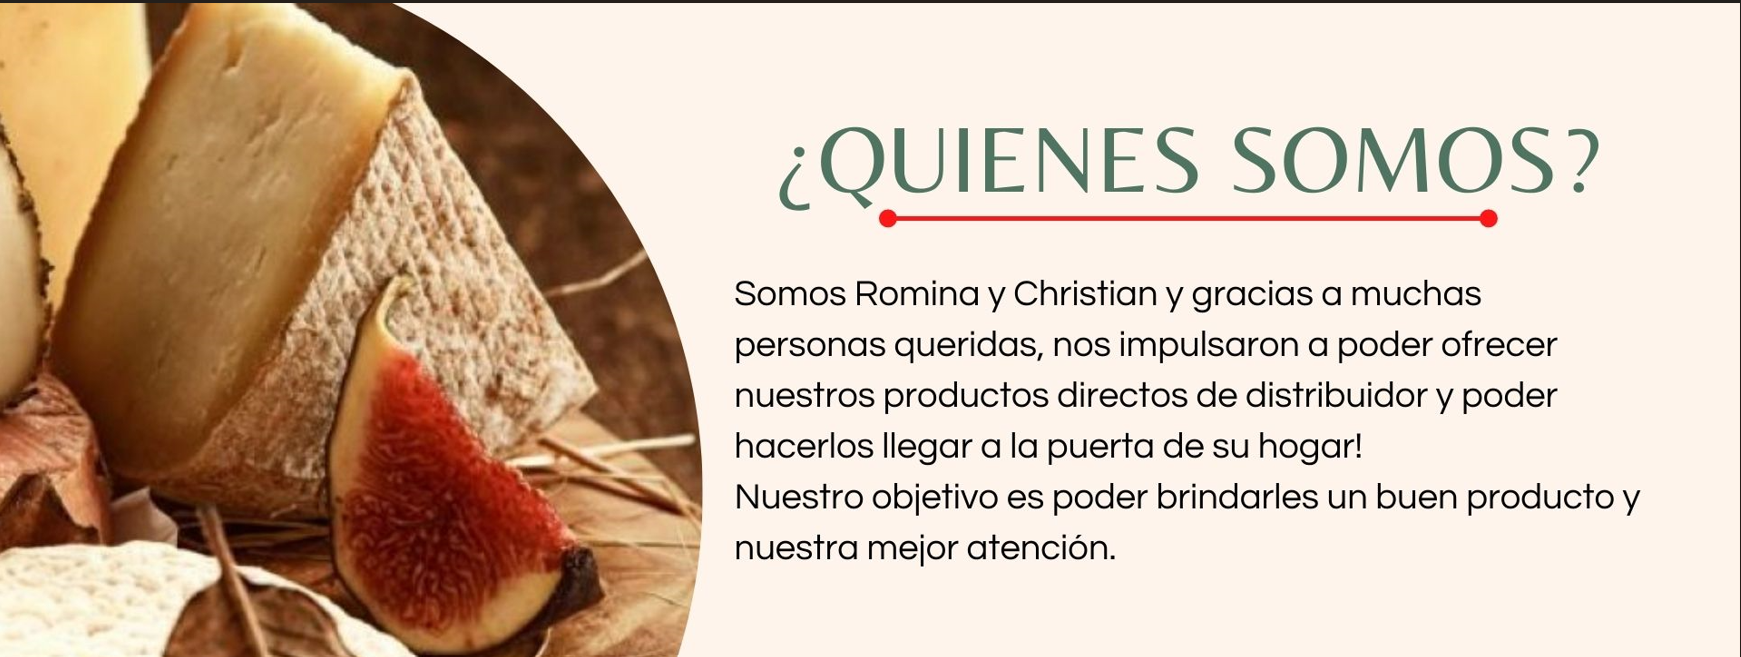 ¿QUIENES SOMOS?
Somos Romina y Christian y gracias a muchas
personas queridas, nos impulsaron a poder ofrecer
nuestros productos directos de distribuidor y poder
hacerlos llegar a la puerta de su hogar!
Nuestro objetivo es poder brindarles un buen producto y
nuestra mejor atención.